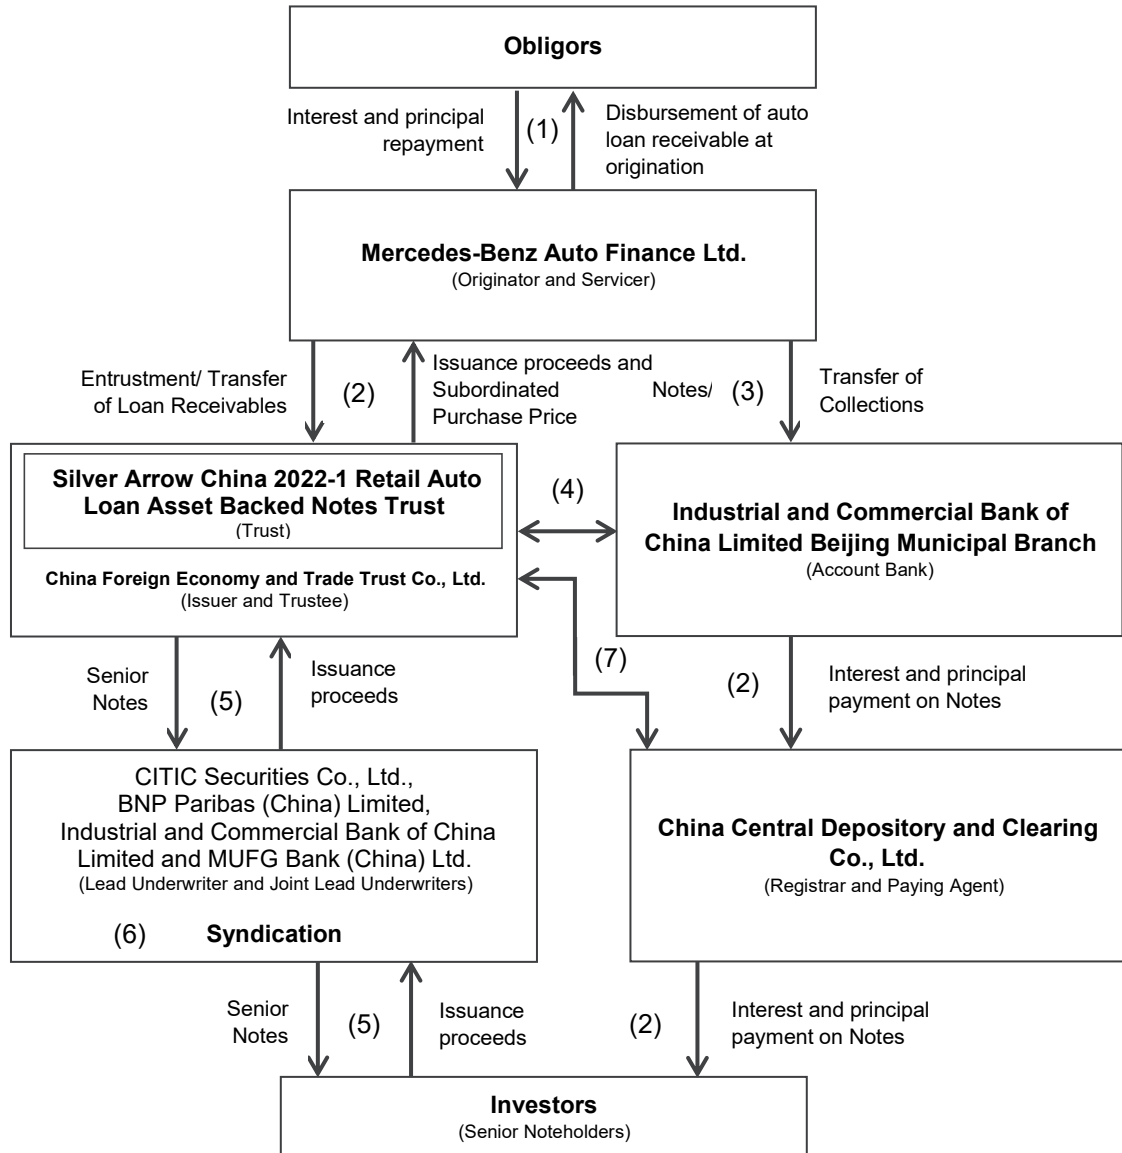 Obligors
Interest and principal
repayment
(1)
Disbursement of auto
loan receivable at
origination
Mercedes-Benz Auto Finance Ltd.
(Originator and Servicer)
Entrustment/ Transfer
of Loan Receivables
(2)
Issuance proceeds and
Subordinated Notes/
Purchase Price
(3)
Transfer of
Collections
Silver Arrow China 2022-1 Retail Auto
Loan Asset Backed Notes Trust
(Trust)
China Foreign Economy and Trade Trust Co., Ltd.
(Issuer and Trustee)
(4)
Industrial and Commercial Bank of
China Limited Beijing Municipal Branch
(Account Bank)
Senior
Notes
(5)
Issuance
proceeds
(7)
(2)
Interest and principal
payment on Notes
CITIC Securities Co., Ltd.,
BNP Paribas (China) Limited,
Industrial and Commercial Bank of China
Limited and MUFG Bank (China) Ltd.
(Lead Underwriter and Joint Lead Underwriters)
(6) Syndication
China Central Depository and Clearing
Co., Ltd.
(Registrar and Paying Agent)
Senior
Notes
(5)
Issuance
proceeds
(2)
Interest and principal
payment on Notes
Investors
(Senior Noteholders)